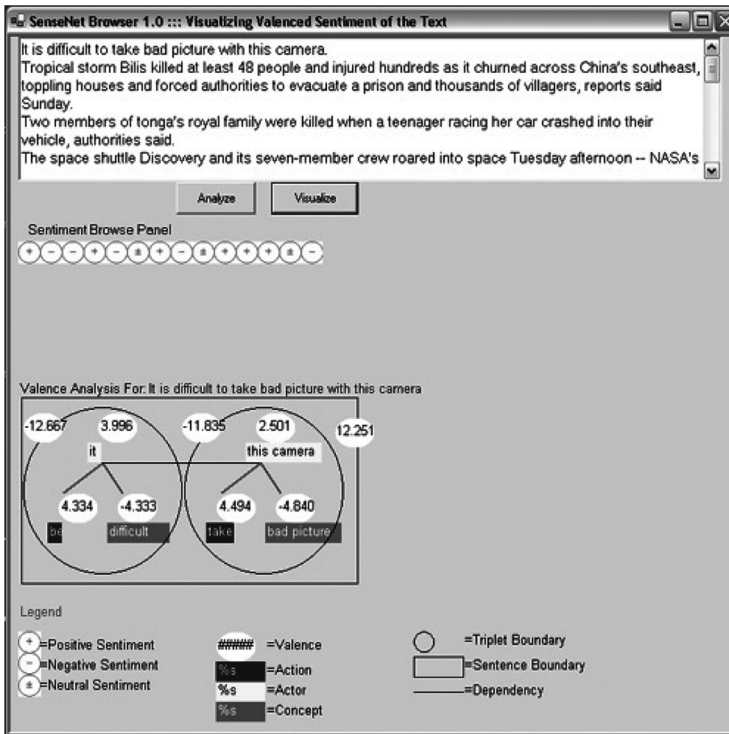 SenseNet Browser 1.0 ::: Visualizing Valenced Sentiment of the Text
It is difficult to take bad picture with this camera.
Tropical storm Bilis killed at least 48 people and injured hundreds as it churned across China's southeast,
toppling houses and forced authorities to evacuate a prison and thousands of villagers, reports said
Sunday.
Two members of tonga's royal family were killed when a teenager racing her car crashed into their
vehicle, authorities said.
The space shuttle Discovery and its seven-member crew roared into space Tuesday afternoon -- NASA's
Analyze Visualize
Sentiment Browse Panel
+ − − + − ± + − ± + + + ± −
Valence Analysis For: It is difficult to take bad picture with this camera
-12.667 3.996 -11.835 2.501 12.251
it this camera
4.334 -4.333 4.494 -4.840
be difficult take bad picture
Legend
+ =Positive Sentiment ##### =Valence =Triplet Boundary
− =Negative Sentiment %s =Action =Sentence Boundary
± =Neutral Sentiment %s =Actor =Dependency
%s =Concept